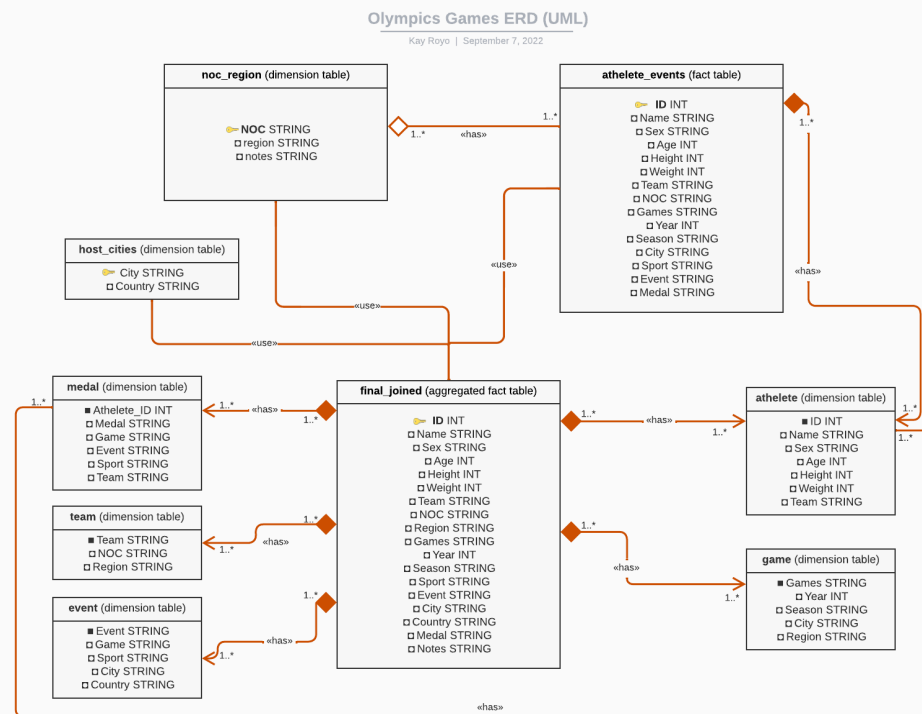 Olympics Games ERD (UML)
Kay Royo | September 7, 2022
noc_region (dimension table)
NOC STRING
region STRING
notes STRING
athelete_events (fact table)
ID INT
Name STRING
Sex STRING
Age INT
Height INT
Weight INT
Team STRING
NOC STRING
Games STRING
Year INT
Season STRING
City STRING
Sport STRING
Event STRING
Medal STRING
1..*
«has»
1..*
1..*
«has»
1..*
host_cities (dimension table)
City STRING
Country STRING
«use»
«use»
«use»
medal (dimension table)
Athelete_ID INT
Medal STRING
Game STRING
Event STRING
Sport STRING
Team STRING
1..*
1..*
«has»
1..*
final_joined (aggregated fact table)
ID INT
Name STRING
Sex STRING
Age INT
Height INT
Weight INT
Team STRING
NOC STRING
Region STRING
Games STRING
Year INT
Season STRING
Sport STRING
Event STRING
City STRING
Country STRING
Medal STRING
Notes STRING
1..*
«has»
1..*
athelete (dimension table)
ID INT
Name STRING
Sex STRING
Age INT
Height INT
Weight INT
Team STRING
1..*
team (dimension table)
Team STRING
NOC STRING
Region STRING
1..*
«has»
1..*
1..*
«has»
1..*
game (dimension table)
Games STRING
Year INT
Season STRING
City STRING
Region STRING
event (dimension table)
Event STRING
Game STRING
Sport STRING
City STRING
Country STRING
1..*
«has»
1..*
«has»